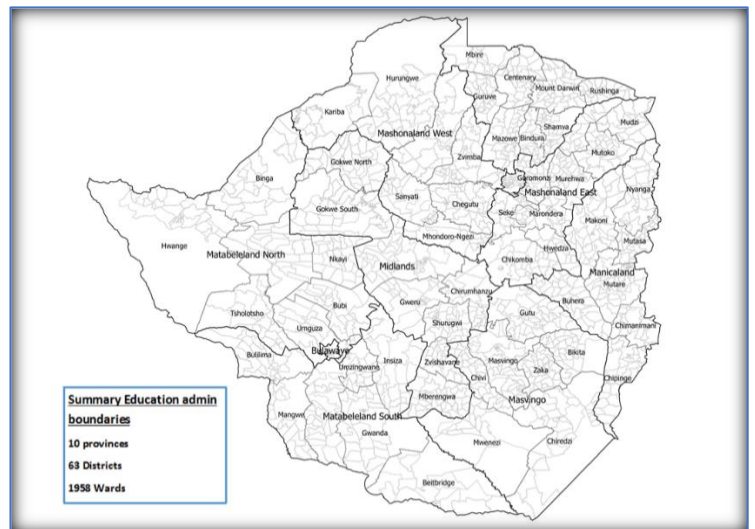 Mbire
Centenary
Hurungwe
Guruve
Mount Darwin
Rushinga
Kariba
Shamva
Mudzi
Mashonaland West
Mazowe
Bindura
Zvimba
Mutoko
Gokwe North
Goromonzi
Murehwa
Binga
Mashonaland East
Nyanga
Sanyati
Chegutu
Gokwe South
Seke
Marondera
Makoni
Mhondoro-Ngezi
Mutasa
Hwange
Hwedza
Matabeleland North
Nkayi
Chikomba
Midlands
Manicaland
Mutare
Chirumhanzu
Bubi
Gweru
Buhera
Tsholotsho
Gutu
Chimanimani
Umguza
Shurugwi
Bulawayo
Bulilima
Insiza
Zvishavane
Masvingo
Bikita
Umzingwane
Zaka
Chivi
Chipinge
Mberengwa
Masvingo
Mangwe
Matabeleland South
Gwanda
Mwenezi
Chiredzi
Beitbridge
Summary Education admin
boundaries
10 provinces
63 Districts
1958 Wards